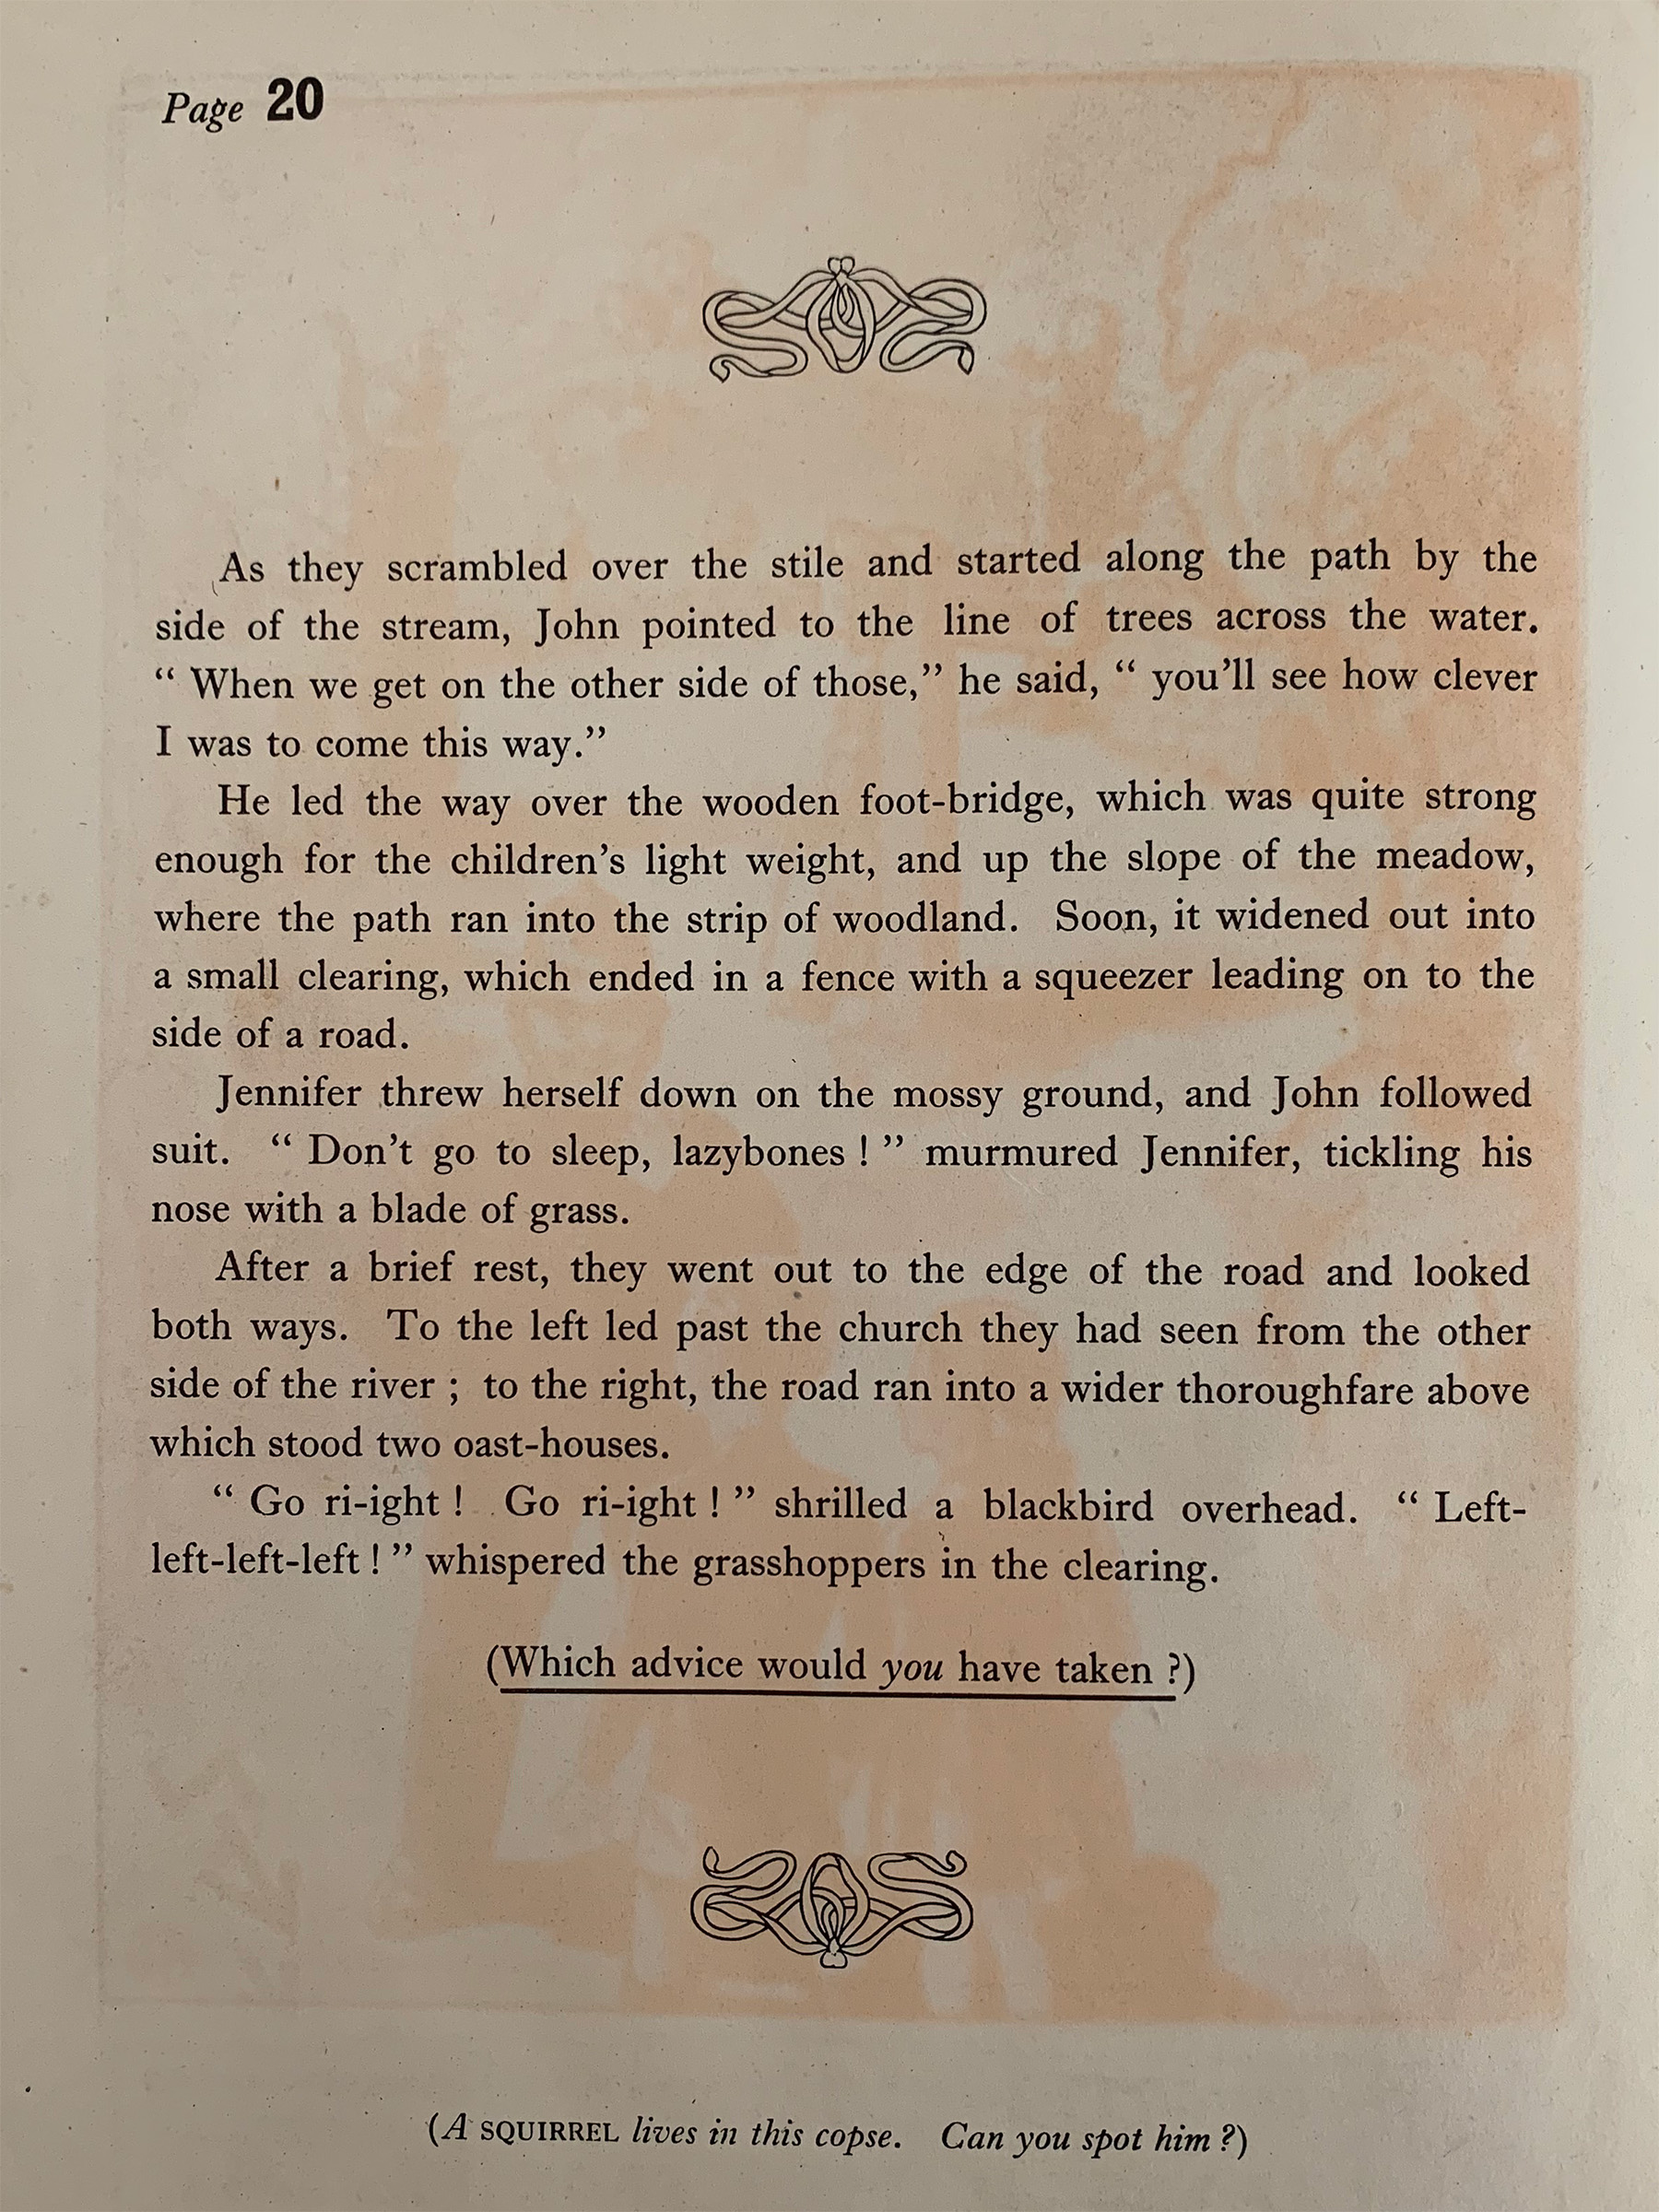 Page 20
As they scrambled over the stile and started along the path by the
side of the stream, John pointed to the line of trees across the water.
“ When we get on the other side of those,” he said, “ you’ll see how clever
I was to come this way.”
He led the way over the wooden foot-bridge, which was quite strong
enough for the children’s light weight, and up the slope of the meadow,
where the path ran into the strip of woodland. Soon, it widened out into
a small clearing, which ended in a fence with a squeezer leading on to the
side of a road.
Jennifer threw herself down on the mossy ground, and John followed
suit. “ Don’t go to sleep, lazybones ! ” murmured Jennifer, tickling his
nose with a blade of grass.
After a brief rest, they went out to the edge of the road and looked
both ways. To the left led past the church they had seen from the other
side of the river ; to the right, the road ran into a wider thoroughfare above
which stood two oast-houses.
“ Go ri-ight ! Go ri-ight ! ” shrilled a blackbird overhead. “ Left-
left-left-left ! ” whispered the grasshoppers in the clearing.
(Which advice would you have taken ?)
(A SQUIRREL lives in this copse. Can you spot him ?)